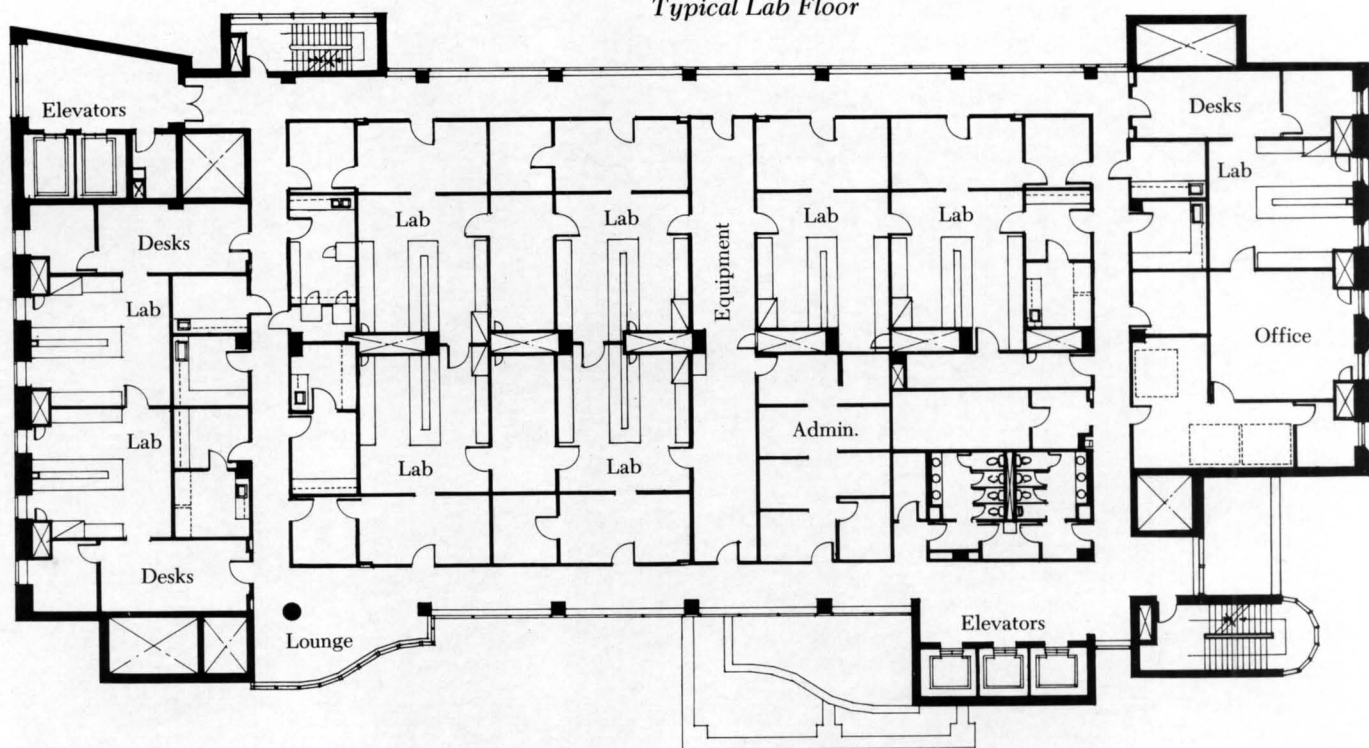 Typical Lab Floor
Elevators
Desks
Lab
Lab
Desks
Lab
Lab
Lab
Lab
Equipment
Lab
Lab
Admin.
Desks
Lab
Office
Lounge
Elevators